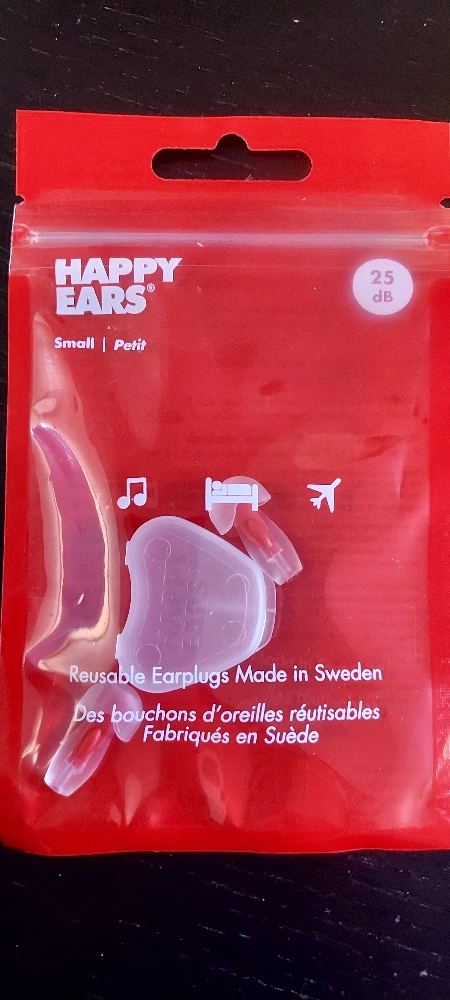 HAPPY
EARS®
25
dB
Small | Petit
Reusable Earplugs Made in Sweden
Des bouchons d'oreilles réutisables
Fabriqués en Suède